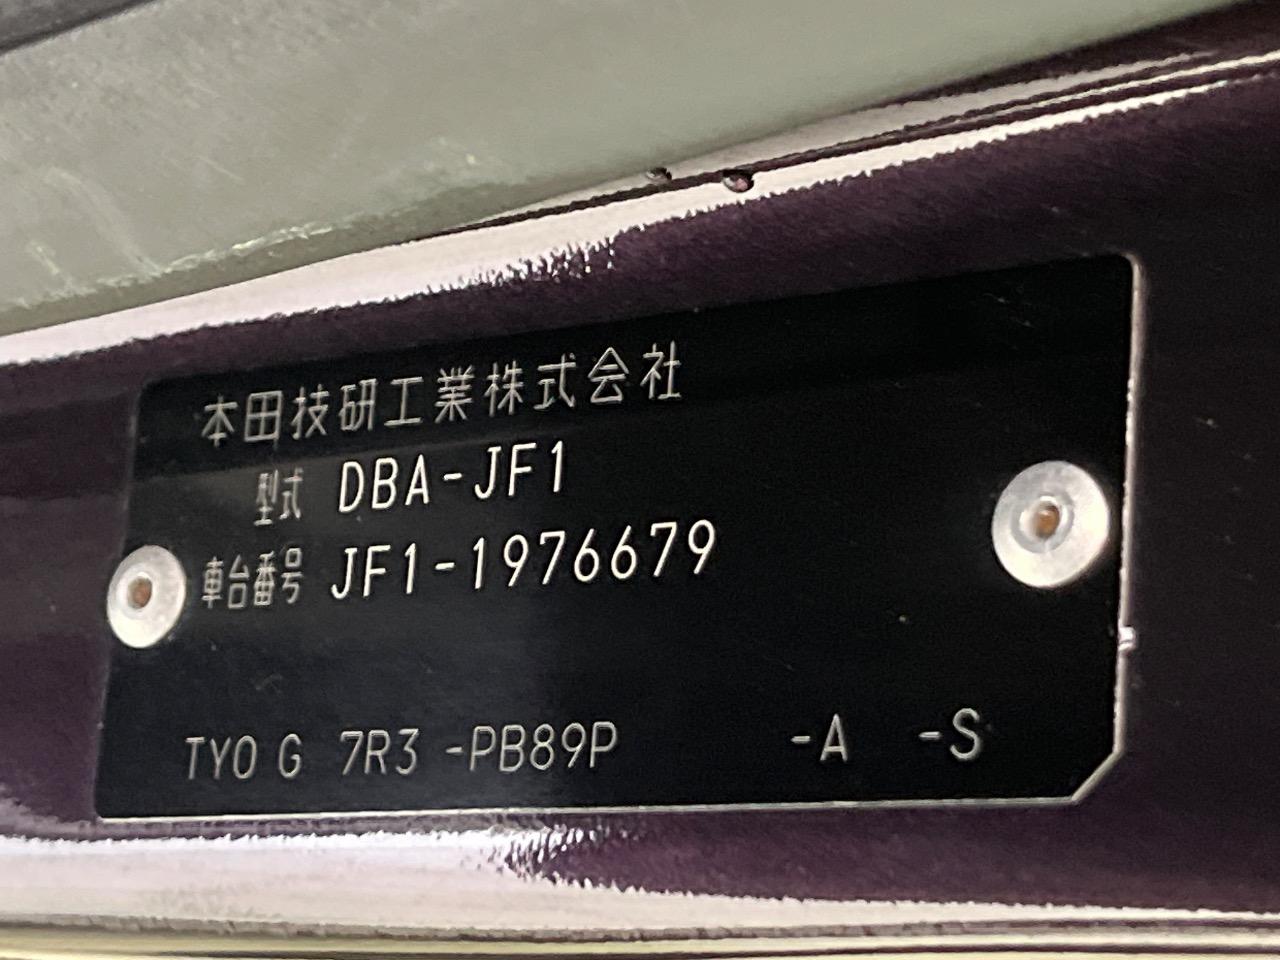 本田技研工業株式会社
型式 DBA-JF1
車台番号 JF1-1976679
TYO G 7R3 -PB89P -A -S